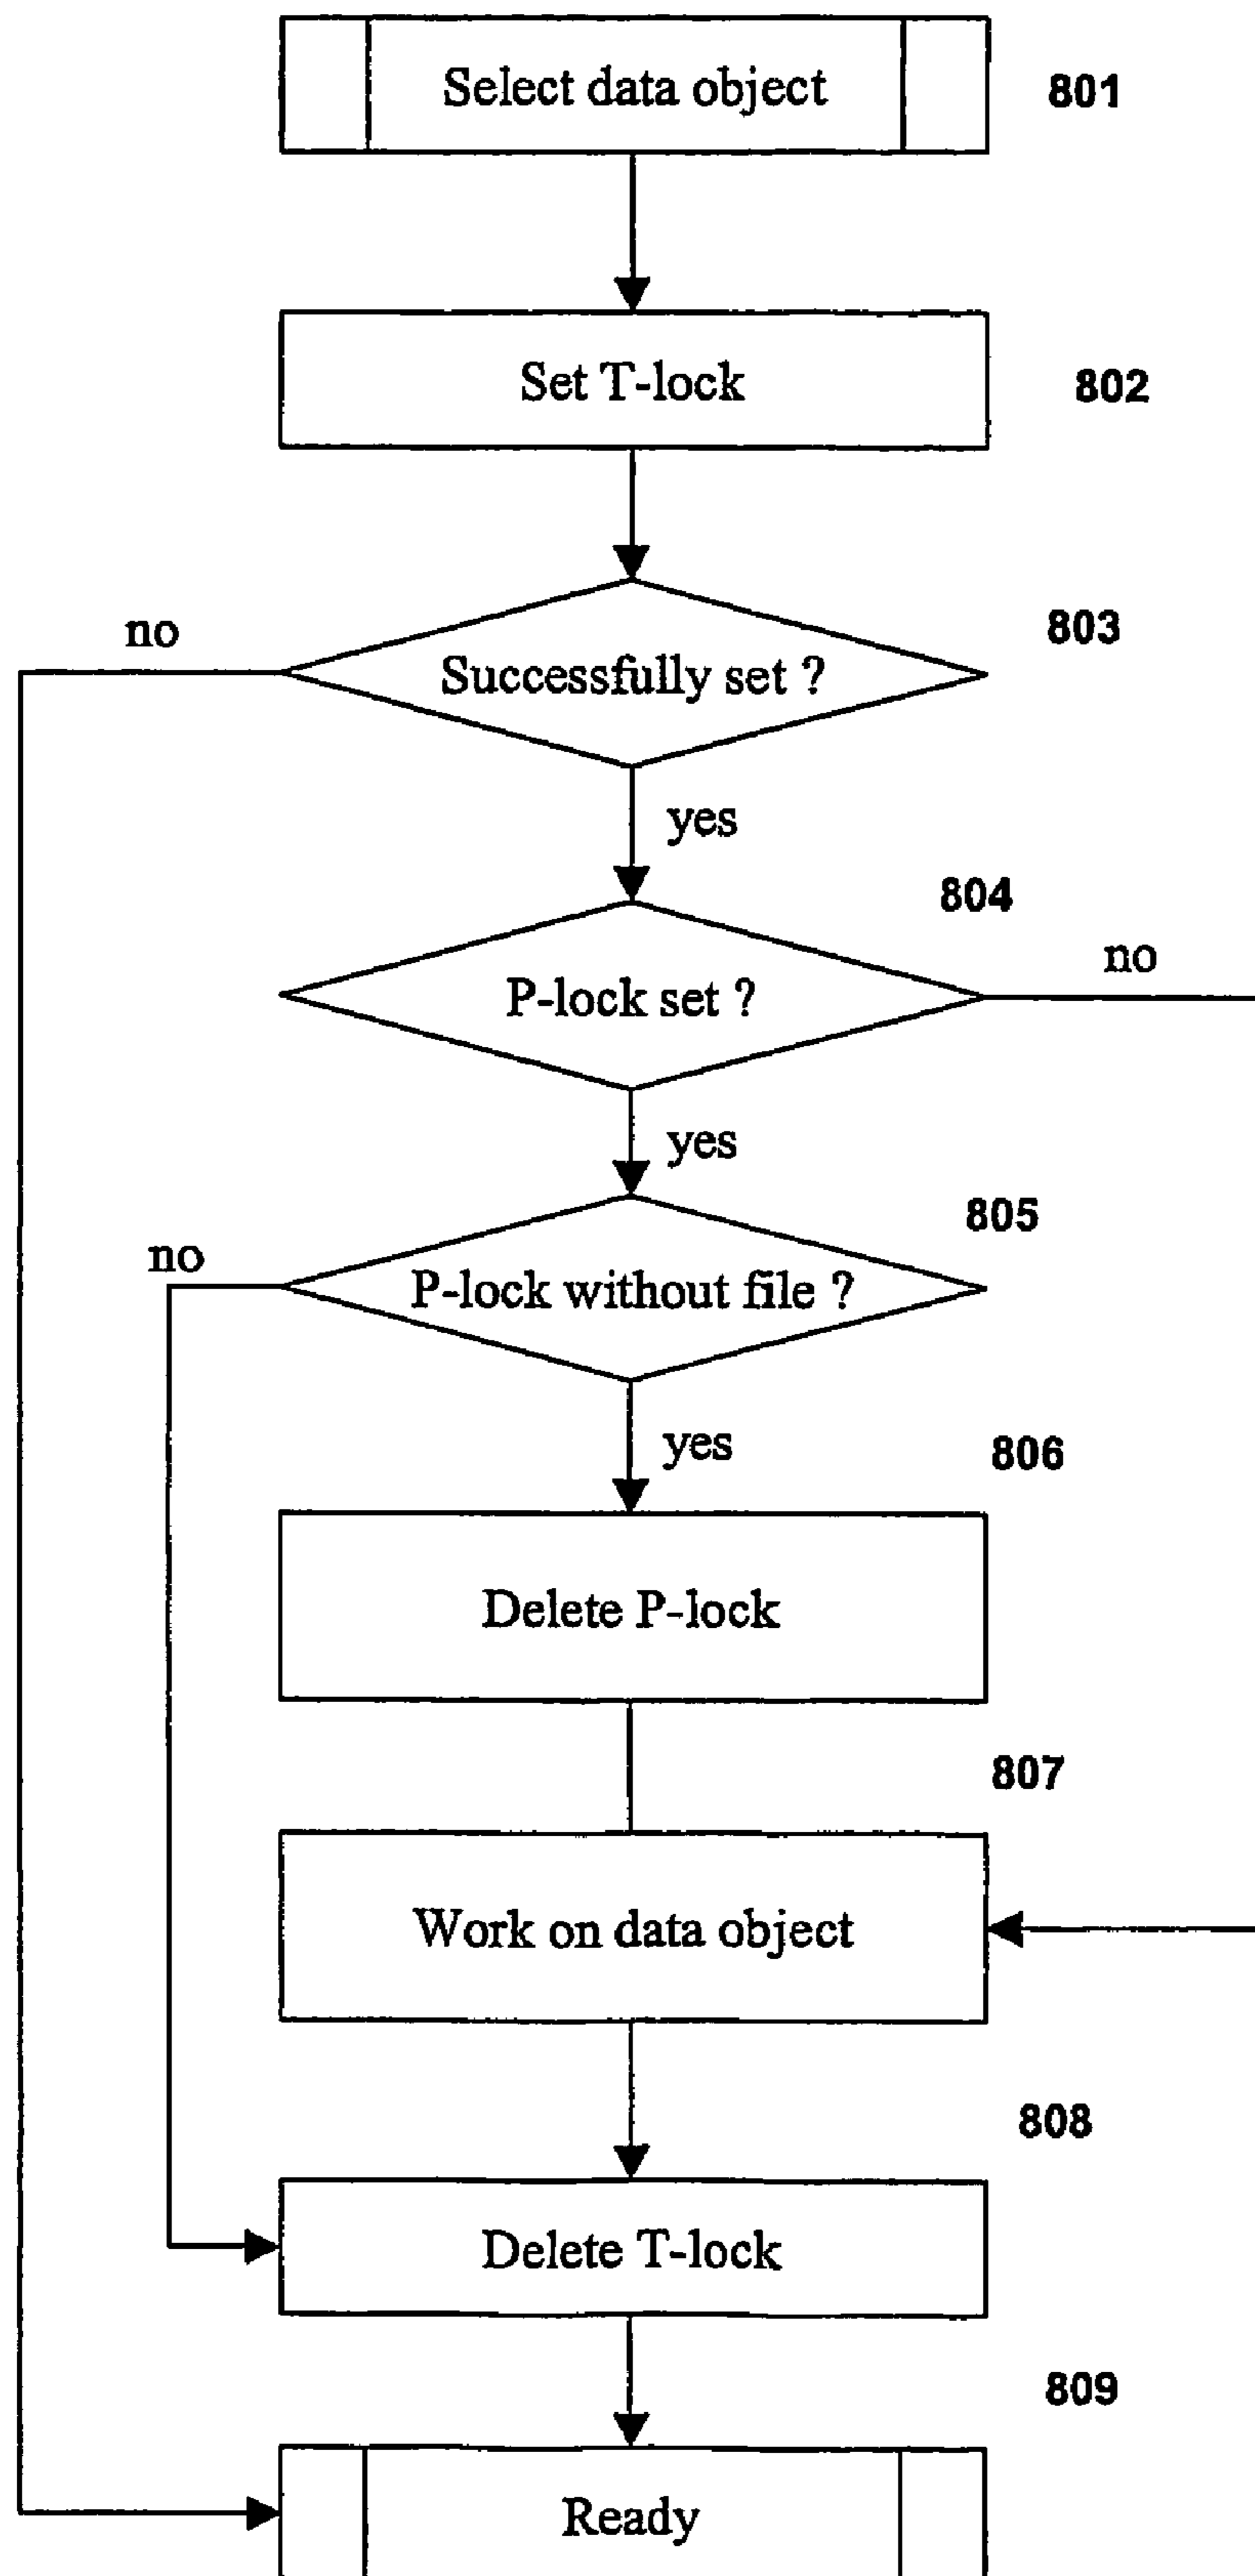 Select data object
801
Set T-lock
802
803
no
Successfully set ?
yes
804
no
P-lock set ?
yes
805
no
P-lock without file ?
yes
806
Delete P-lock
807
Work on data object
808
Delete T-lock
809
Ready